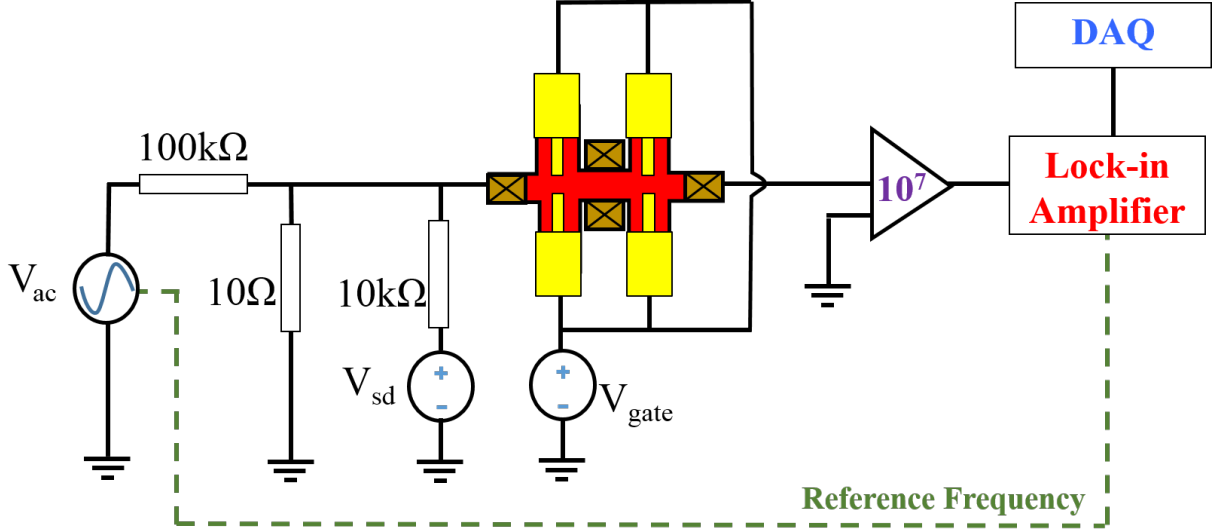 DAQ
100kΩ
10⁷
Lock-in
Amplifier
V_ac
10Ω
10kΩ
+
-
V_sd
+
-
V_gate
Reference Frequency